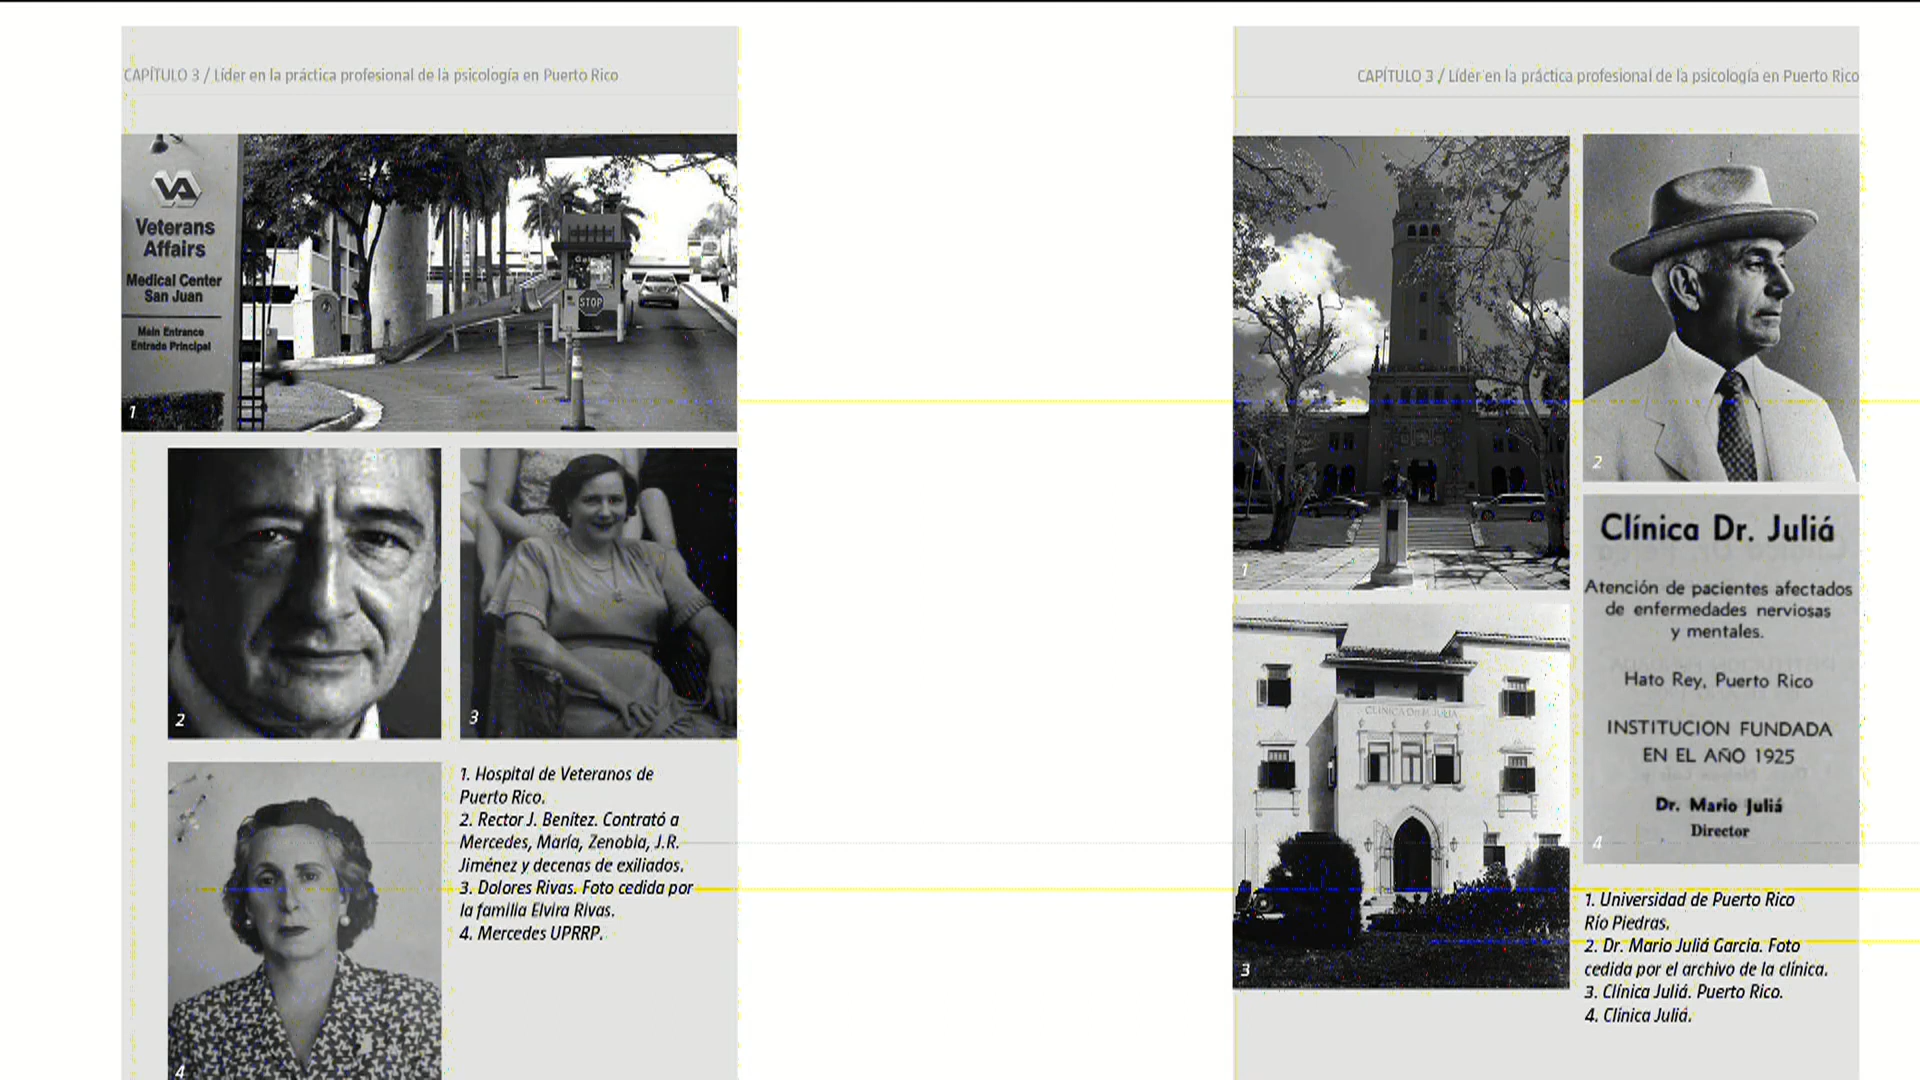 CAPÍTULO 3 / Líder en la práctica profesional de la psicología en Puerto Rico
VA
Veterans
Affairs
Medical Center
San Juan
Main Entrance
Entrada Principal
STOP
1
2
3
4
1. Hospital de Veteranos de
Puerto Rico.
2. Rector J. Benítez. Contrató a
Mercedes, María, Zenobia, J.R.
Jiménez y decenas de exiliados.
3. Dolores Rivas. Foto cedida por
la familia Elvira Rivas.
4. Mercedes UPRRP.
CAPÍTULO 3 / Líder en la práctica profesional de la psicología en Puerto Rico
1
2
CLINICA Dr. M. JULIA
3
Clínica Dr. Juliá
Atención de pacientes afectados
de enfermedades nerviosas
y mentales.
Hato Rey, Puerto Rico
INSTITUCION FUNDADA
EN EL AÑO 1925
Dr. Mario Juliá
Director
4
1. Universidad de Puerto Rico
Río Piedras.
2. Dr. Mario Juliá García. Foto
cedida por el archivo de la clínica.
3. Clínica Juliá. Puerto Rico.
4. Clínica Juliá.